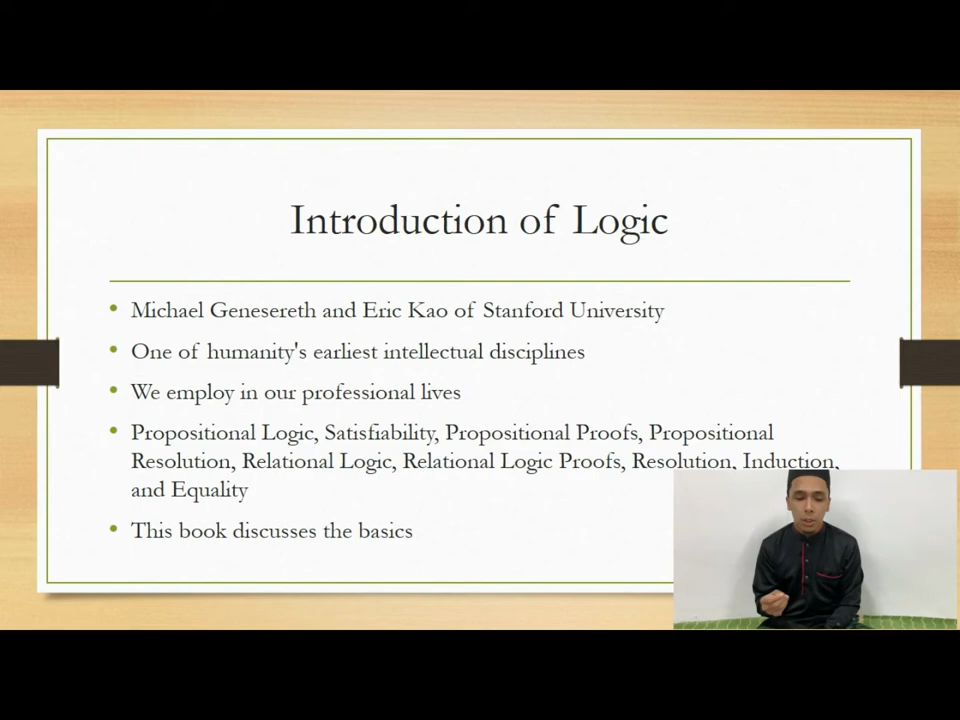 Introduction of Logic
• Michael Genesereth and Eric Kao of Stanford University
• One of humanity's earliest intellectual disciplines
• We employ in our professional lives
• Propositional Logic, Satisfiability, Propositional Proofs, Propositional
Resolution, Relational Logic, Relational Logic Proofs, Resolution, Induction,
and Equality
• This book discusses the basics